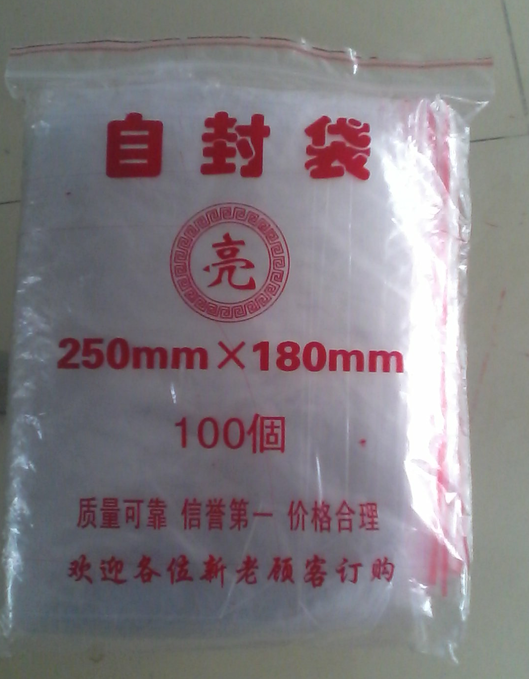 自封袋
亮
250mm×180mm
100個
质量可靠 信誉第一 价格合理
欢迎各位新老顾客订购